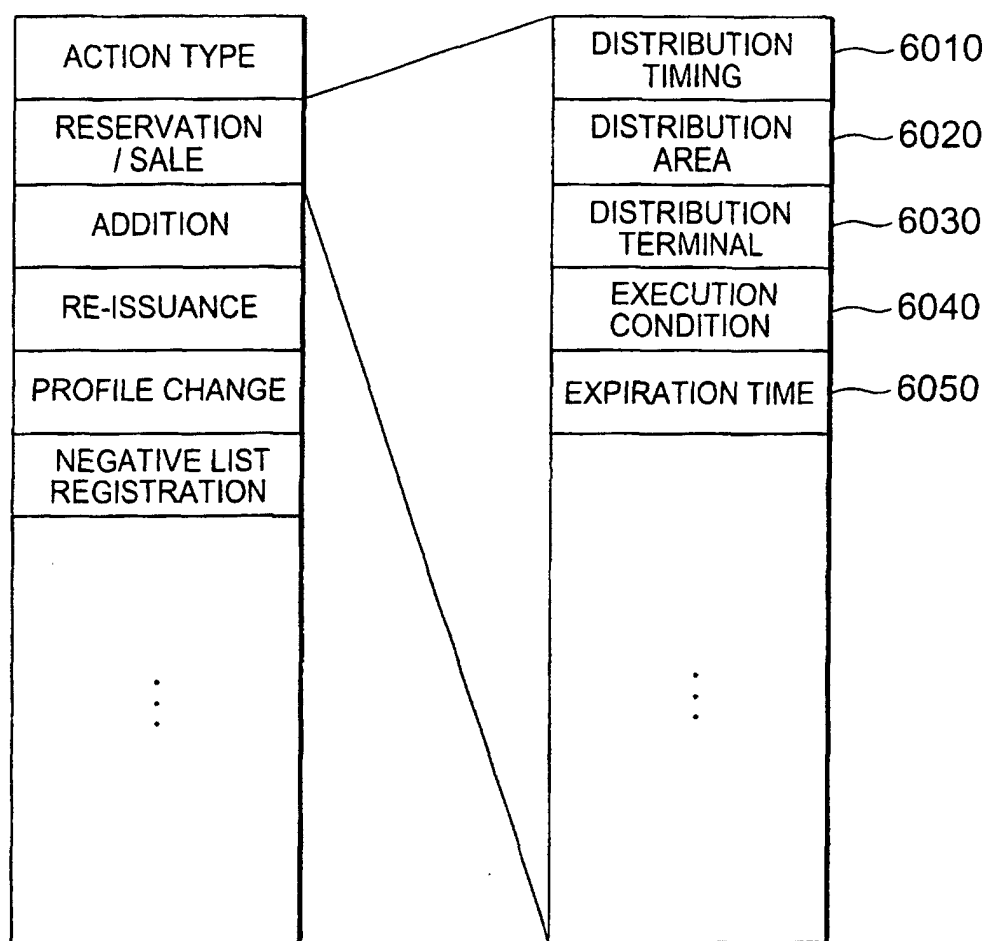 ACTION TYPE
RESERVATION
/ SALE
ADDITION
RE-ISSUANCE
PROFILE CHANGE
NEGATIVE LIST
REGISTRATION
DISTRIBUTION
TIMING
6010
DISTRIBUTION
AREA
6020
DISTRIBUTION
TERMINAL
6030
EXECUTION
CONDITION
6040
EXPIRATION TIME
6050